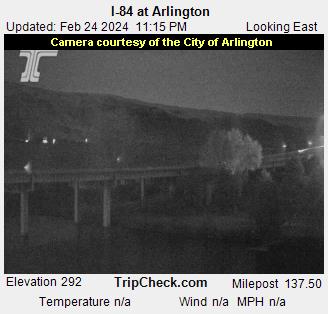 I-84 at Arlington
Updated: Feb 24 2024 11:15 PM Looking East
Camera courtesy of the City of Arlington
Elevation 292 TripCheck.com Milepost 137.50
Temperature n/a Wind n/a MPH n/a